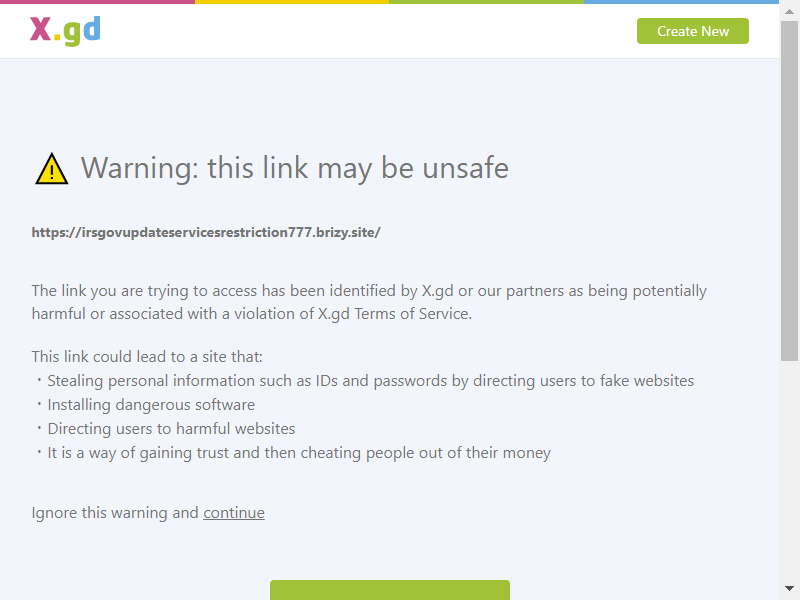 X.gd
Create New
Warning: this link may be unsafe
https://irsgovupdateservicesrestriction777.brizy.site/
The link you are trying to access has been identified by X.gd or our partners as being potentially
harmful or associated with a violation of X.gd Terms of Service.
This link could lead to a site that:
・Stealing personal information such as IDs and passwords by directing users to fake websites
・Installing dangerous software
・Directing users to harmful websites
・It is a way of gaining trust and then cheating people out of their money
Ignore this warning and continue